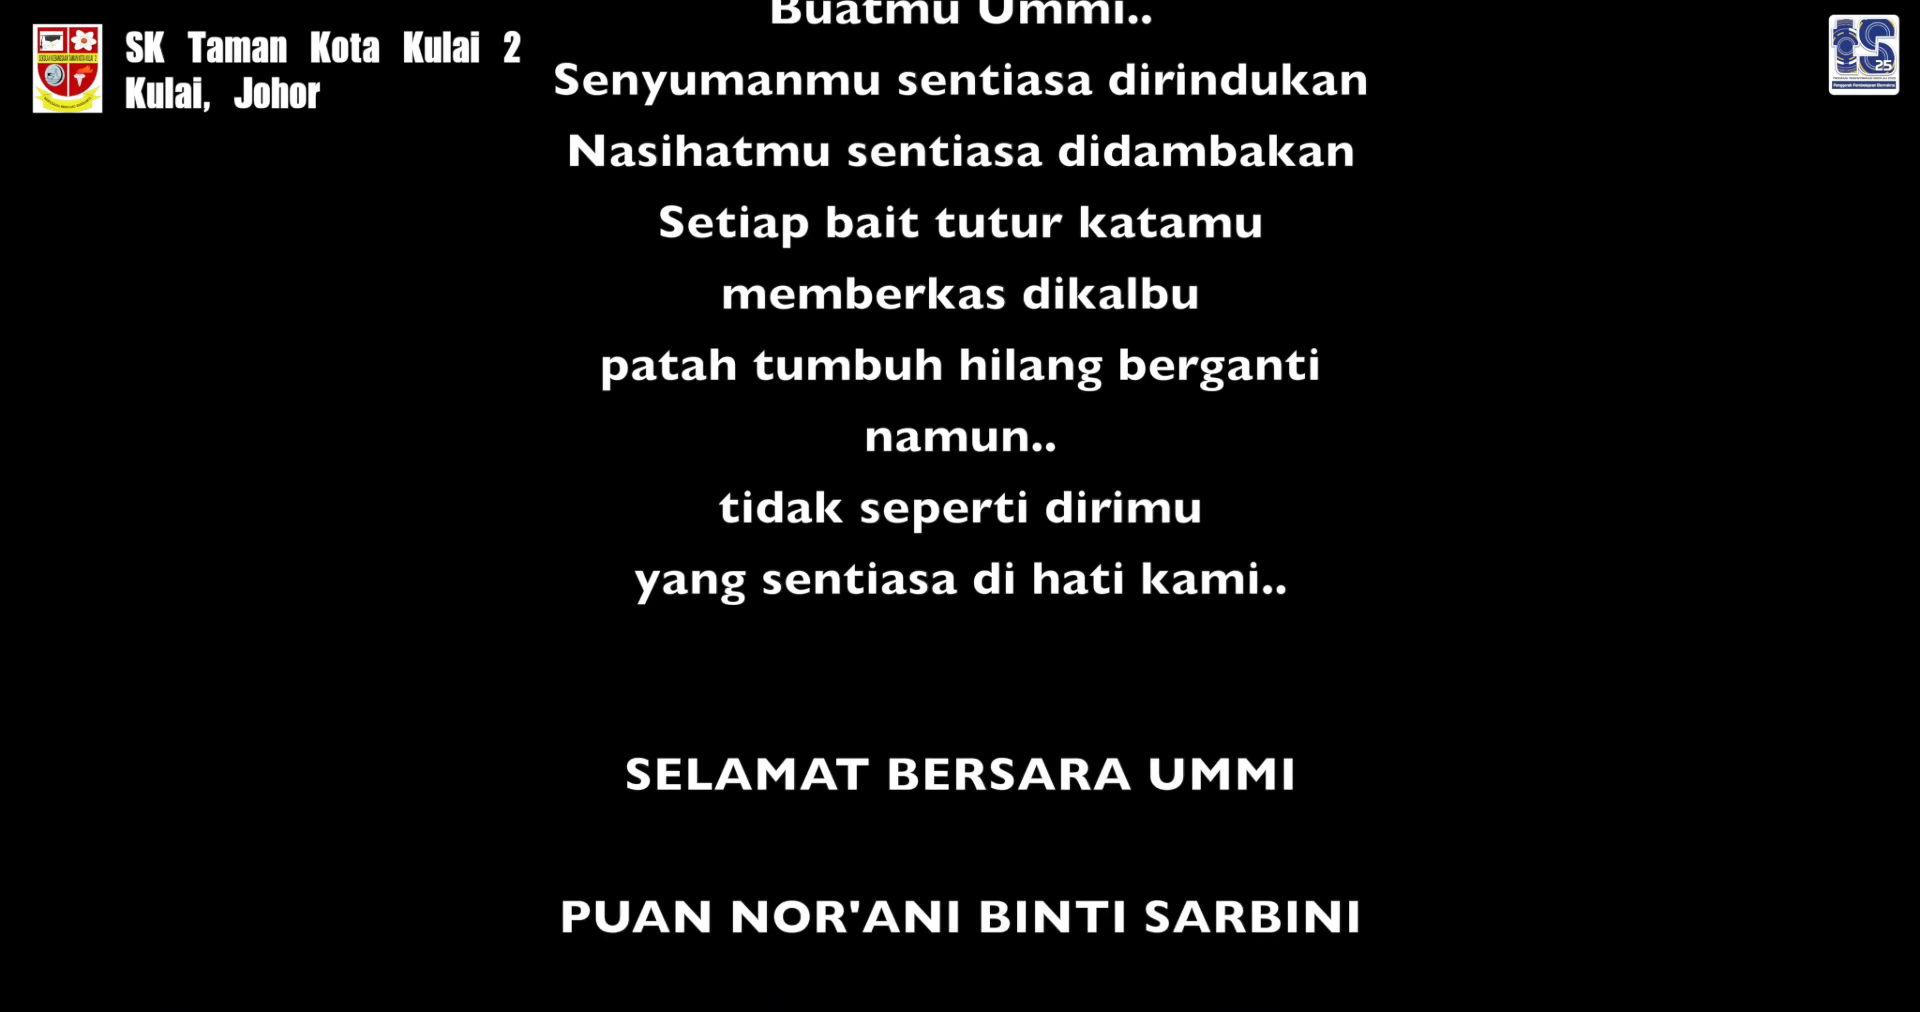 SK Taman Kota Kulai 2
Kulai, Johor
Buatmu Ummi..
Senyumanmu sentiasa dirindukan
Nasihatmu sentiasa didambakan
Setiap bait tutur katamu
memberkas dikalbu
patah tumbuh hilang berganti
namun..
tidak seperti dirimu
yang sentiasa di hati kami..
SELAMAT BERSARA UMMI
PUAN NOR'ANI BINTI SARBINI
25